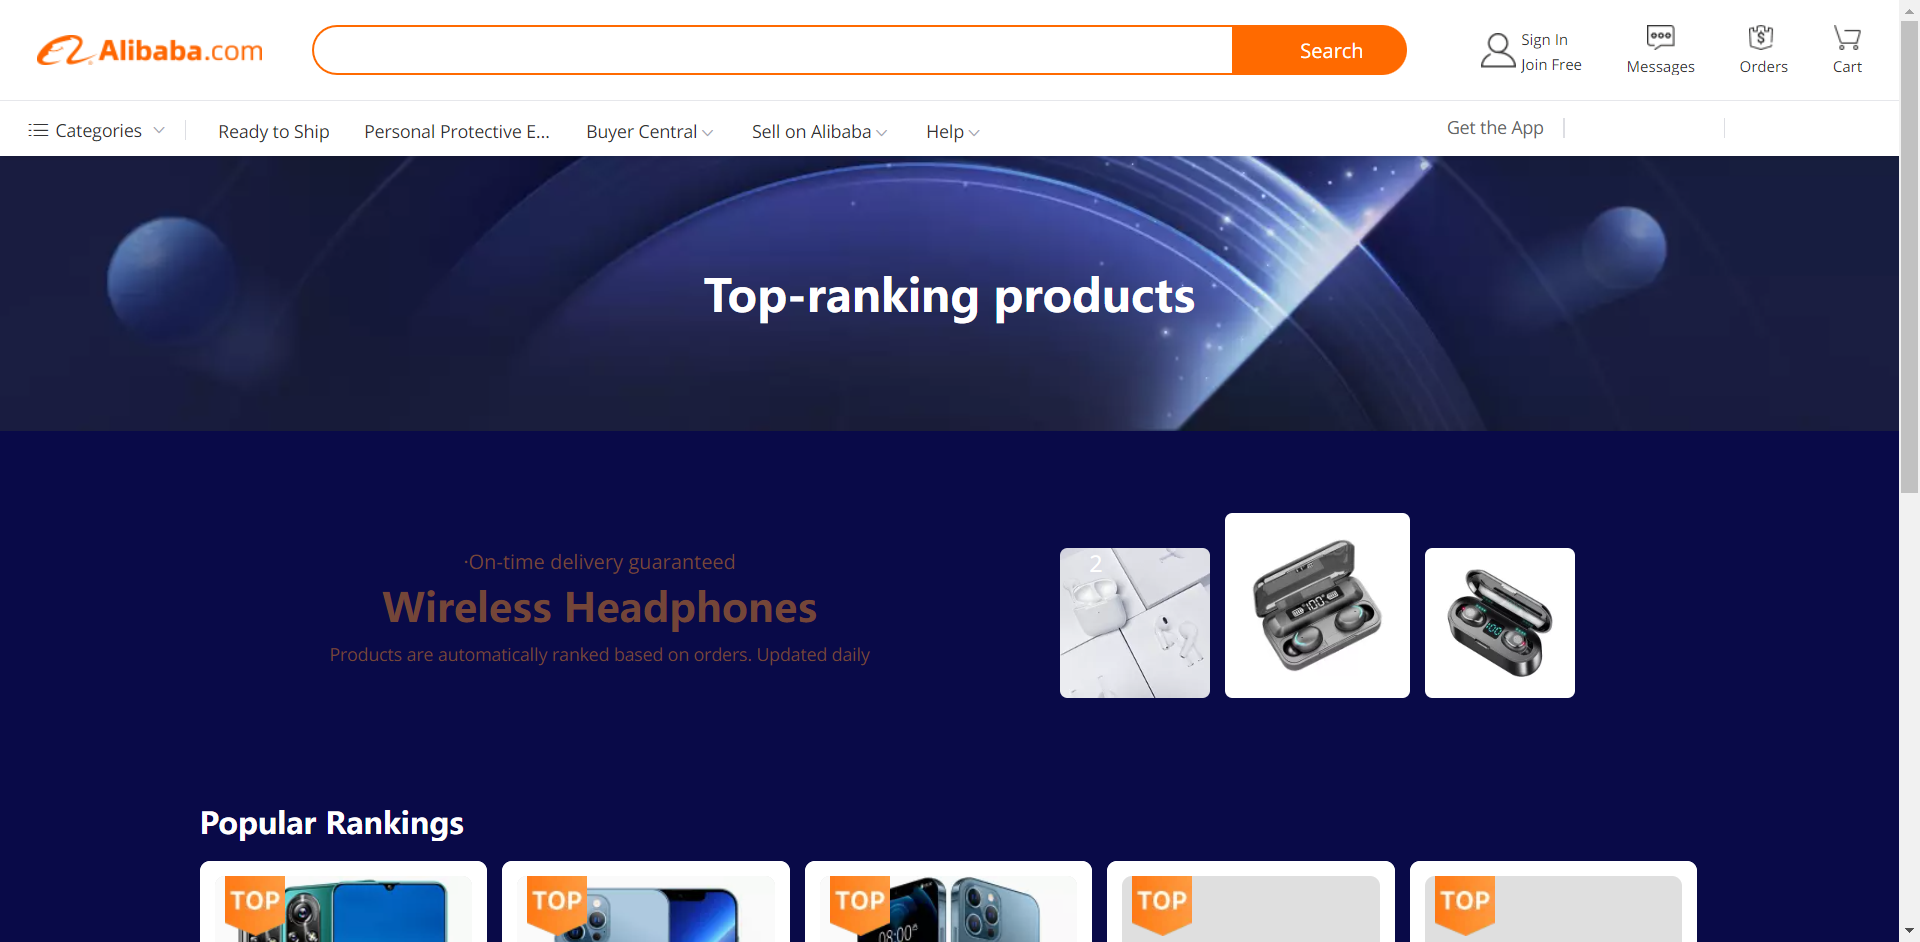 Alibaba.com
Search
Sign In
Join Free
Messages
Orders
Cart
Categories
Ready to Ship
Personal Protective E...
Buyer Central
Sell on Alibaba
Help
Get the App
Top-ranking products
·On-time delivery guaranteed
Wireless Headphones
Products are automatically ranked based on orders. Updated daily
2
Popular Rankings
TOP
TOP
TOP
08:00
TOP
TOP